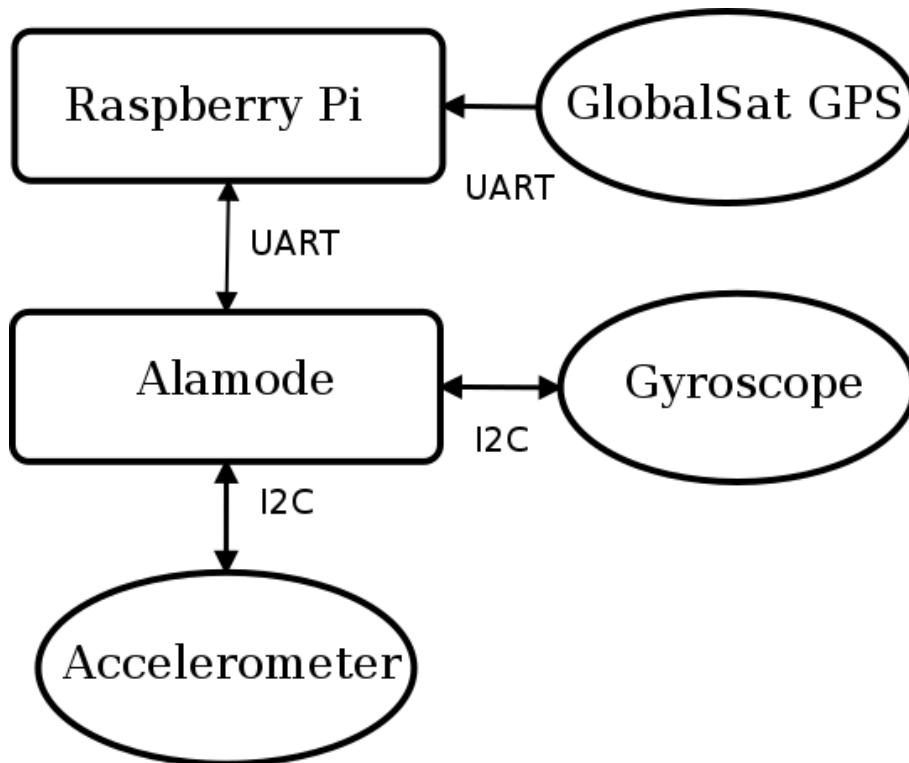 Raspberry Pi
GlobalSat GPS
UART
UART
Alamode
Gyroscope
I2C
I2C
Accelerometer